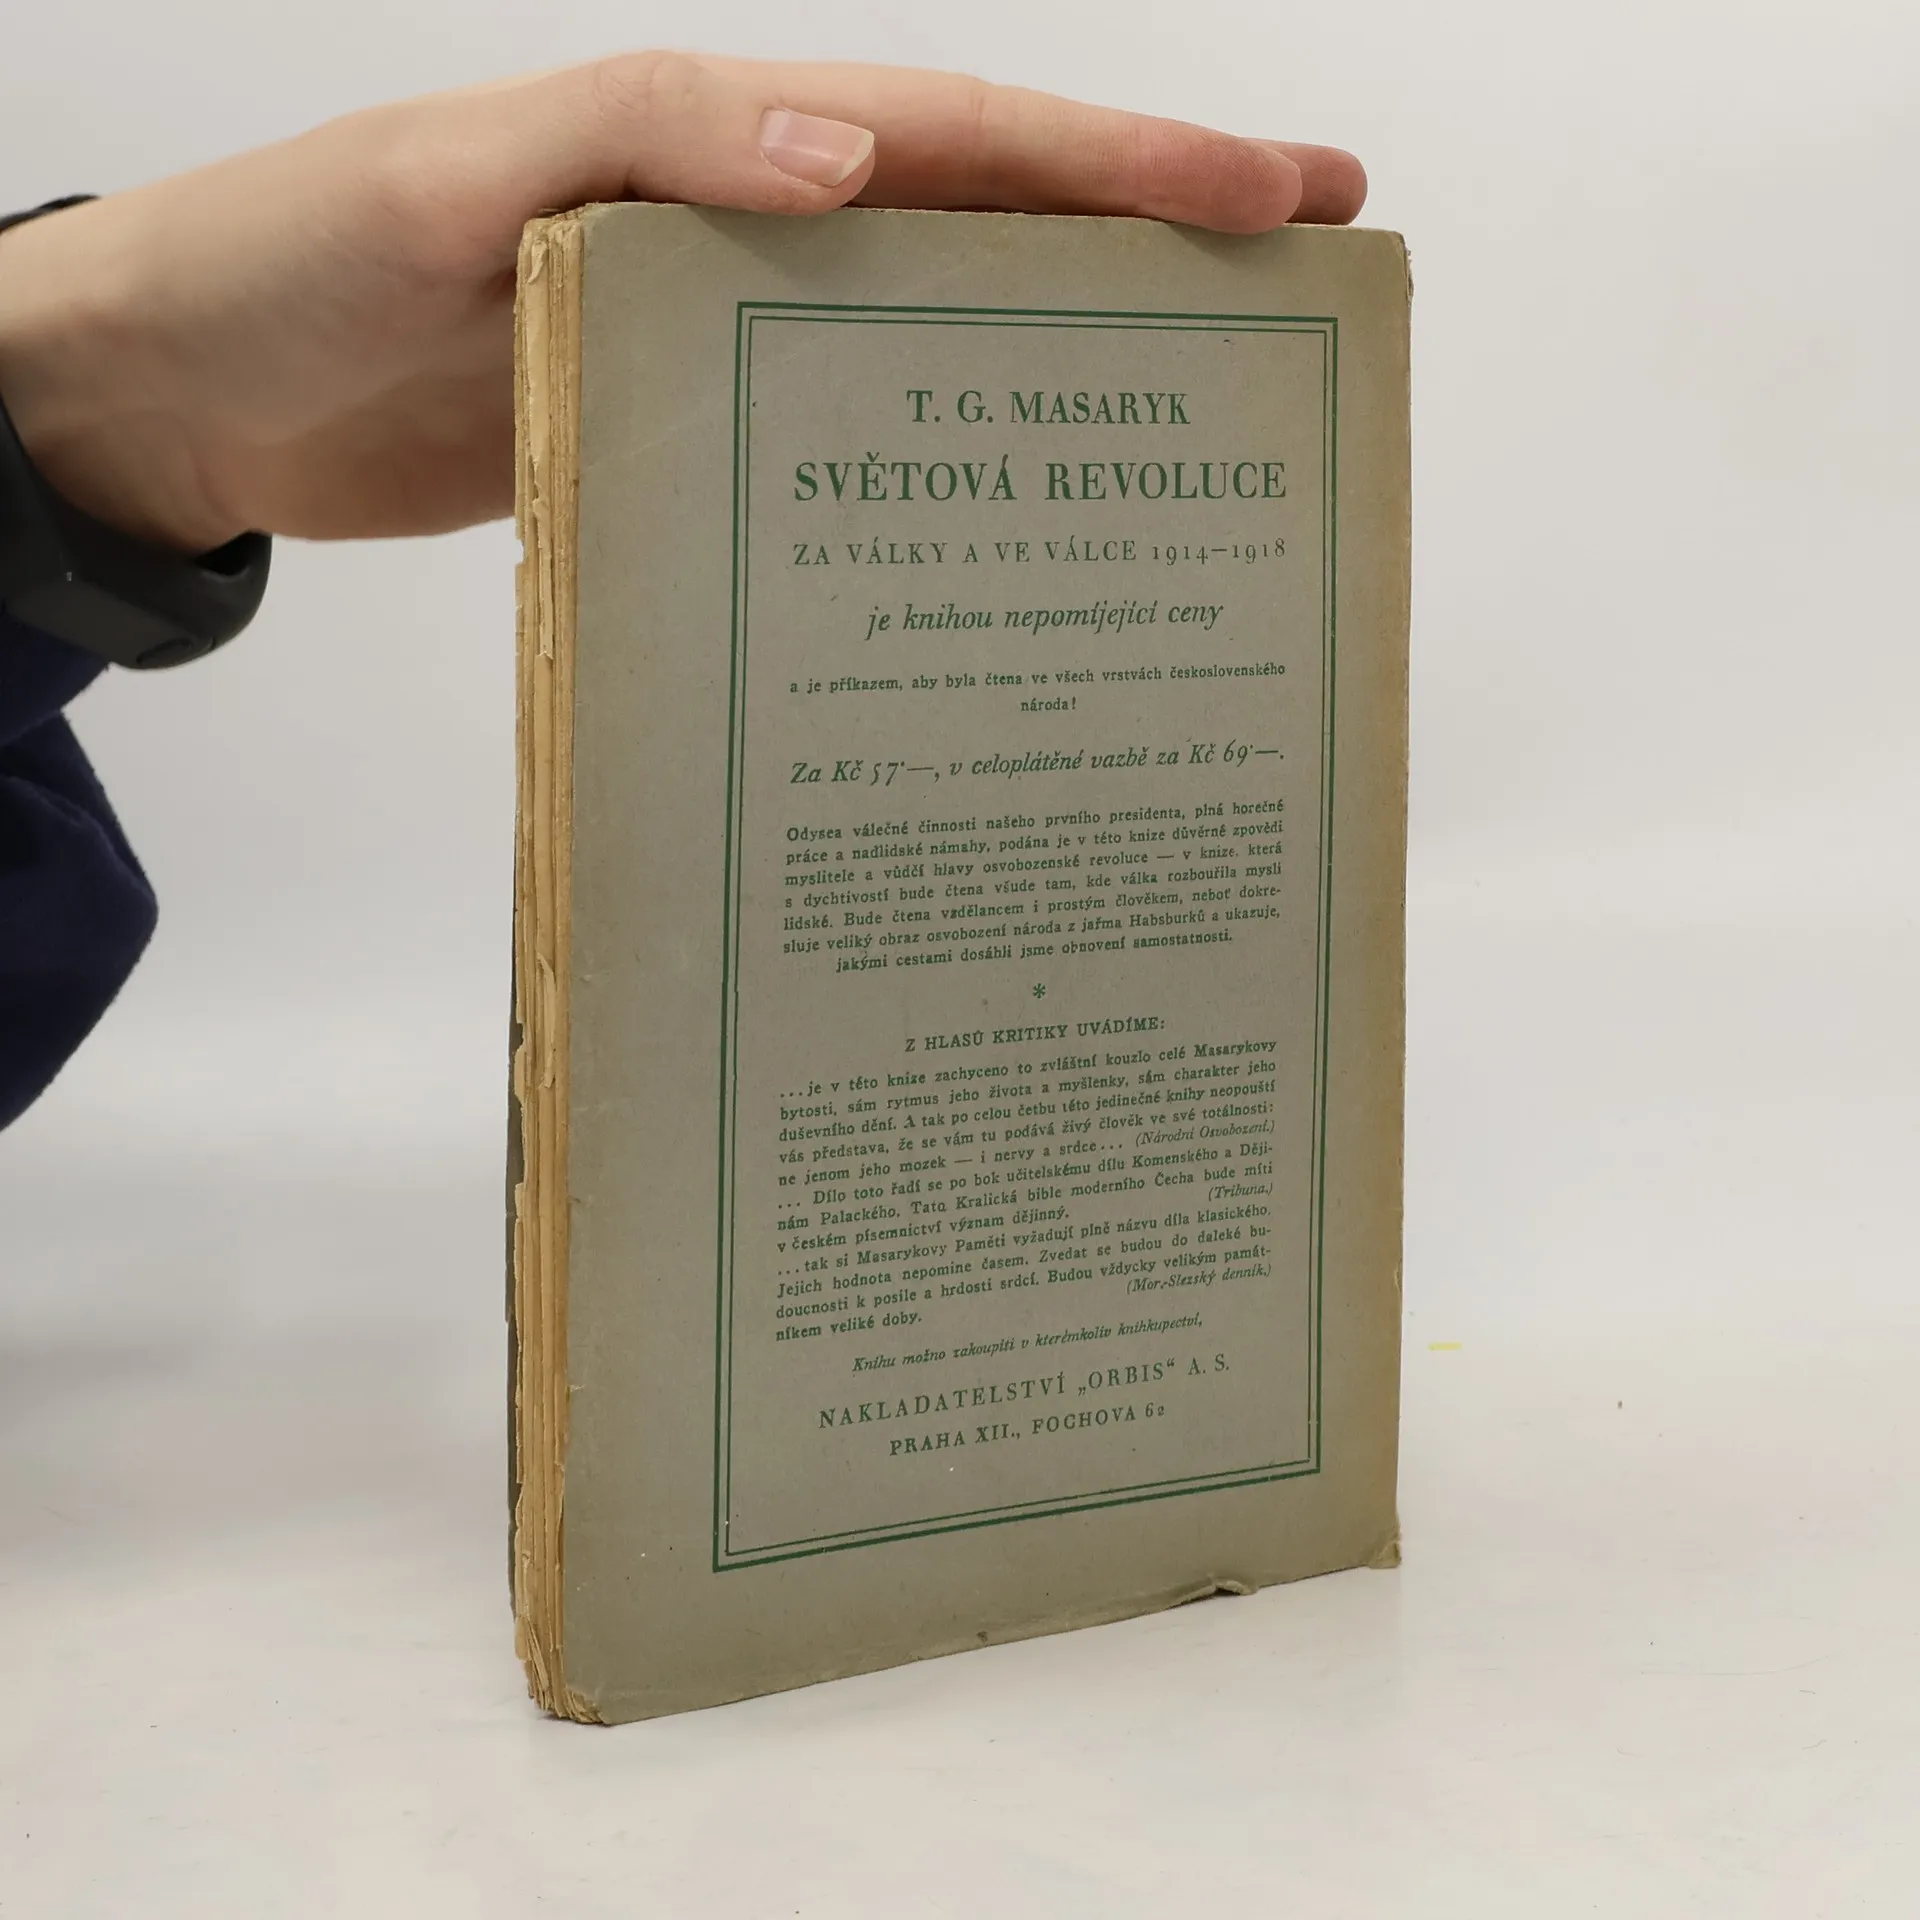 T. G. MASARYK
SVĚTOVÁ REVOLUCE
ZA VÁLKY A VE VÁLCE 1914–1918
je knihou nepomíjející ceny
a je příkazem, aby byla čtena ve všech vrstvách československého
národa!
Za Kč 57·—, v celoplátěné vazbě za Kč 69·—.
Odysea válečné činnosti našeho prvního presidenta, plná horečné
práce a nadlidské námahy, podána je v této knize důvěrné zpovědi
myslitele a vůdčí hlavy osvobozenské revoluce — v knize, která
s dychtivostí bude čtena všude tam, kde válka rozbouřila mysli
lidské. Bude čtena vzdělancem i prostým člověkem, neboť dokre-
sluje veliký obraz osvobození národa z jařma Habsburků a ukazuje,
jakými cestami dosáhli jsme obnovení samostatnosti.
*
Z HLASŮ KRITIKY UVÁDÍME:
...je v této knize zachyceno to zvláštní kouzlo celé Masarykovy
bytosti, sám rytmus jeho života a myšlenky, sám charakter jeho
duševního dění. A tak po celou četbu této jedinečné knihy neopouští
vás představa, že se vám tu podává živý člověk ve své totálnosti:
ne jenom jeho mozek — i nervy a srdce... (Národní Osvobození.)
... Dílo toto řadí se po bok učitelskému dílu Komenského a Ději-
nám Palackého. Tato Kralická bible moderního Čecha bude míti
v českém písemnictví význam dějinný. (Tribuna.)
...tak si Masarykovy Paměti vyžadují plně názvu díla klasického.
Jejich hodnota nepomine časem. Zvedat se budou do daleké bu-
doucnosti k posile a hrdosti srdcí. Budou vždycky velikým památ-
níkem veliké doby. (Mor.-Slezský denník.)
Knihu možno zakoupiti v kterémkoliv knihkupectví,
NAKLADATELSTVÍ „ORBIS“ A. S.
PRAHA XII., FOCHOVA 62